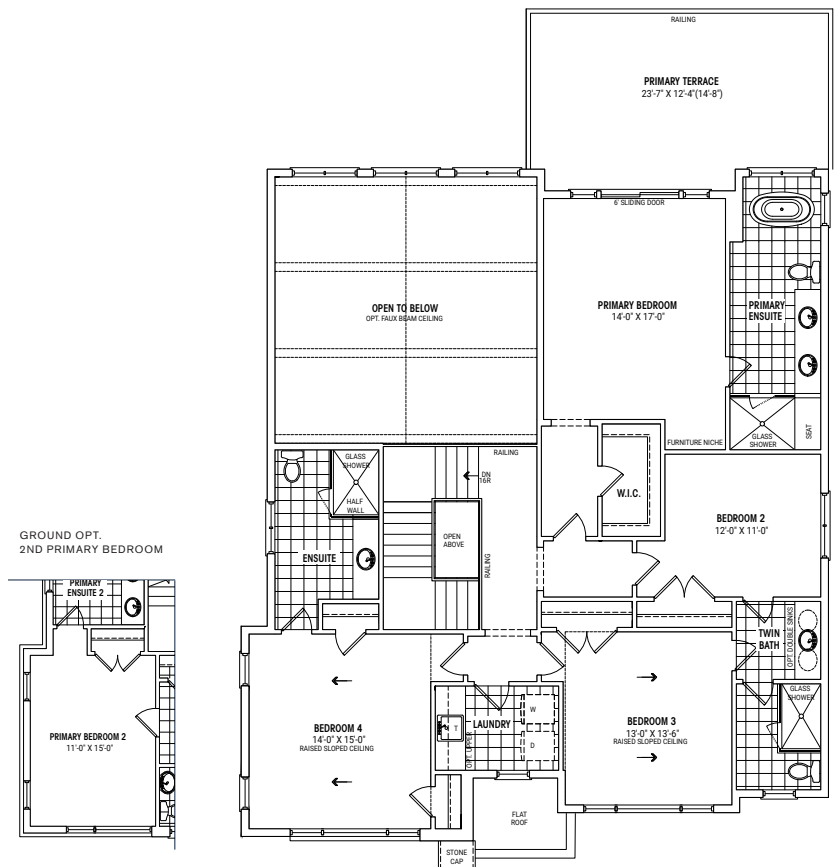 RAILING
PRIMARY TERRACE
23'-7" X 12'-4"(14'-8")
6' SLIDING DOOR
OPEN TO BELOW
OPT. FAUX BEAM CEILING
PRIMARY BEDROOM
14'-0" X 17'-0"
PRIMARY
ENSUITE
GLASS
SHOWER
SEAT
FURNITURE NICHE
RAILING
GLASS
SHOWER
HALF
WALL
DN
16R
W.I.C.
BEDROOM 2
12'-0" X 11'-0"
OPEN
ABOVE
RAILING
ENSUITE
GROUND OPT.
2ND PRIMARY BEDROOM
PRIMARY
ENSUITE 2
PRIMARY BEDROOM 2
11'-0" X 15'-0"
TWIN
BATH
OPT. DOUBLE SINKS
GLASS
SHOWER
BEDROOM 4
14'-0" X 15'-0"
RAISED SLOPED CEILING
LAUNDRY
W
D
T
OPT. UPPER
BEDROOM 3
13'-0" X 13'-6"
RAISED SLOPED CEILING
FLAT
ROOF
STONE
CAP